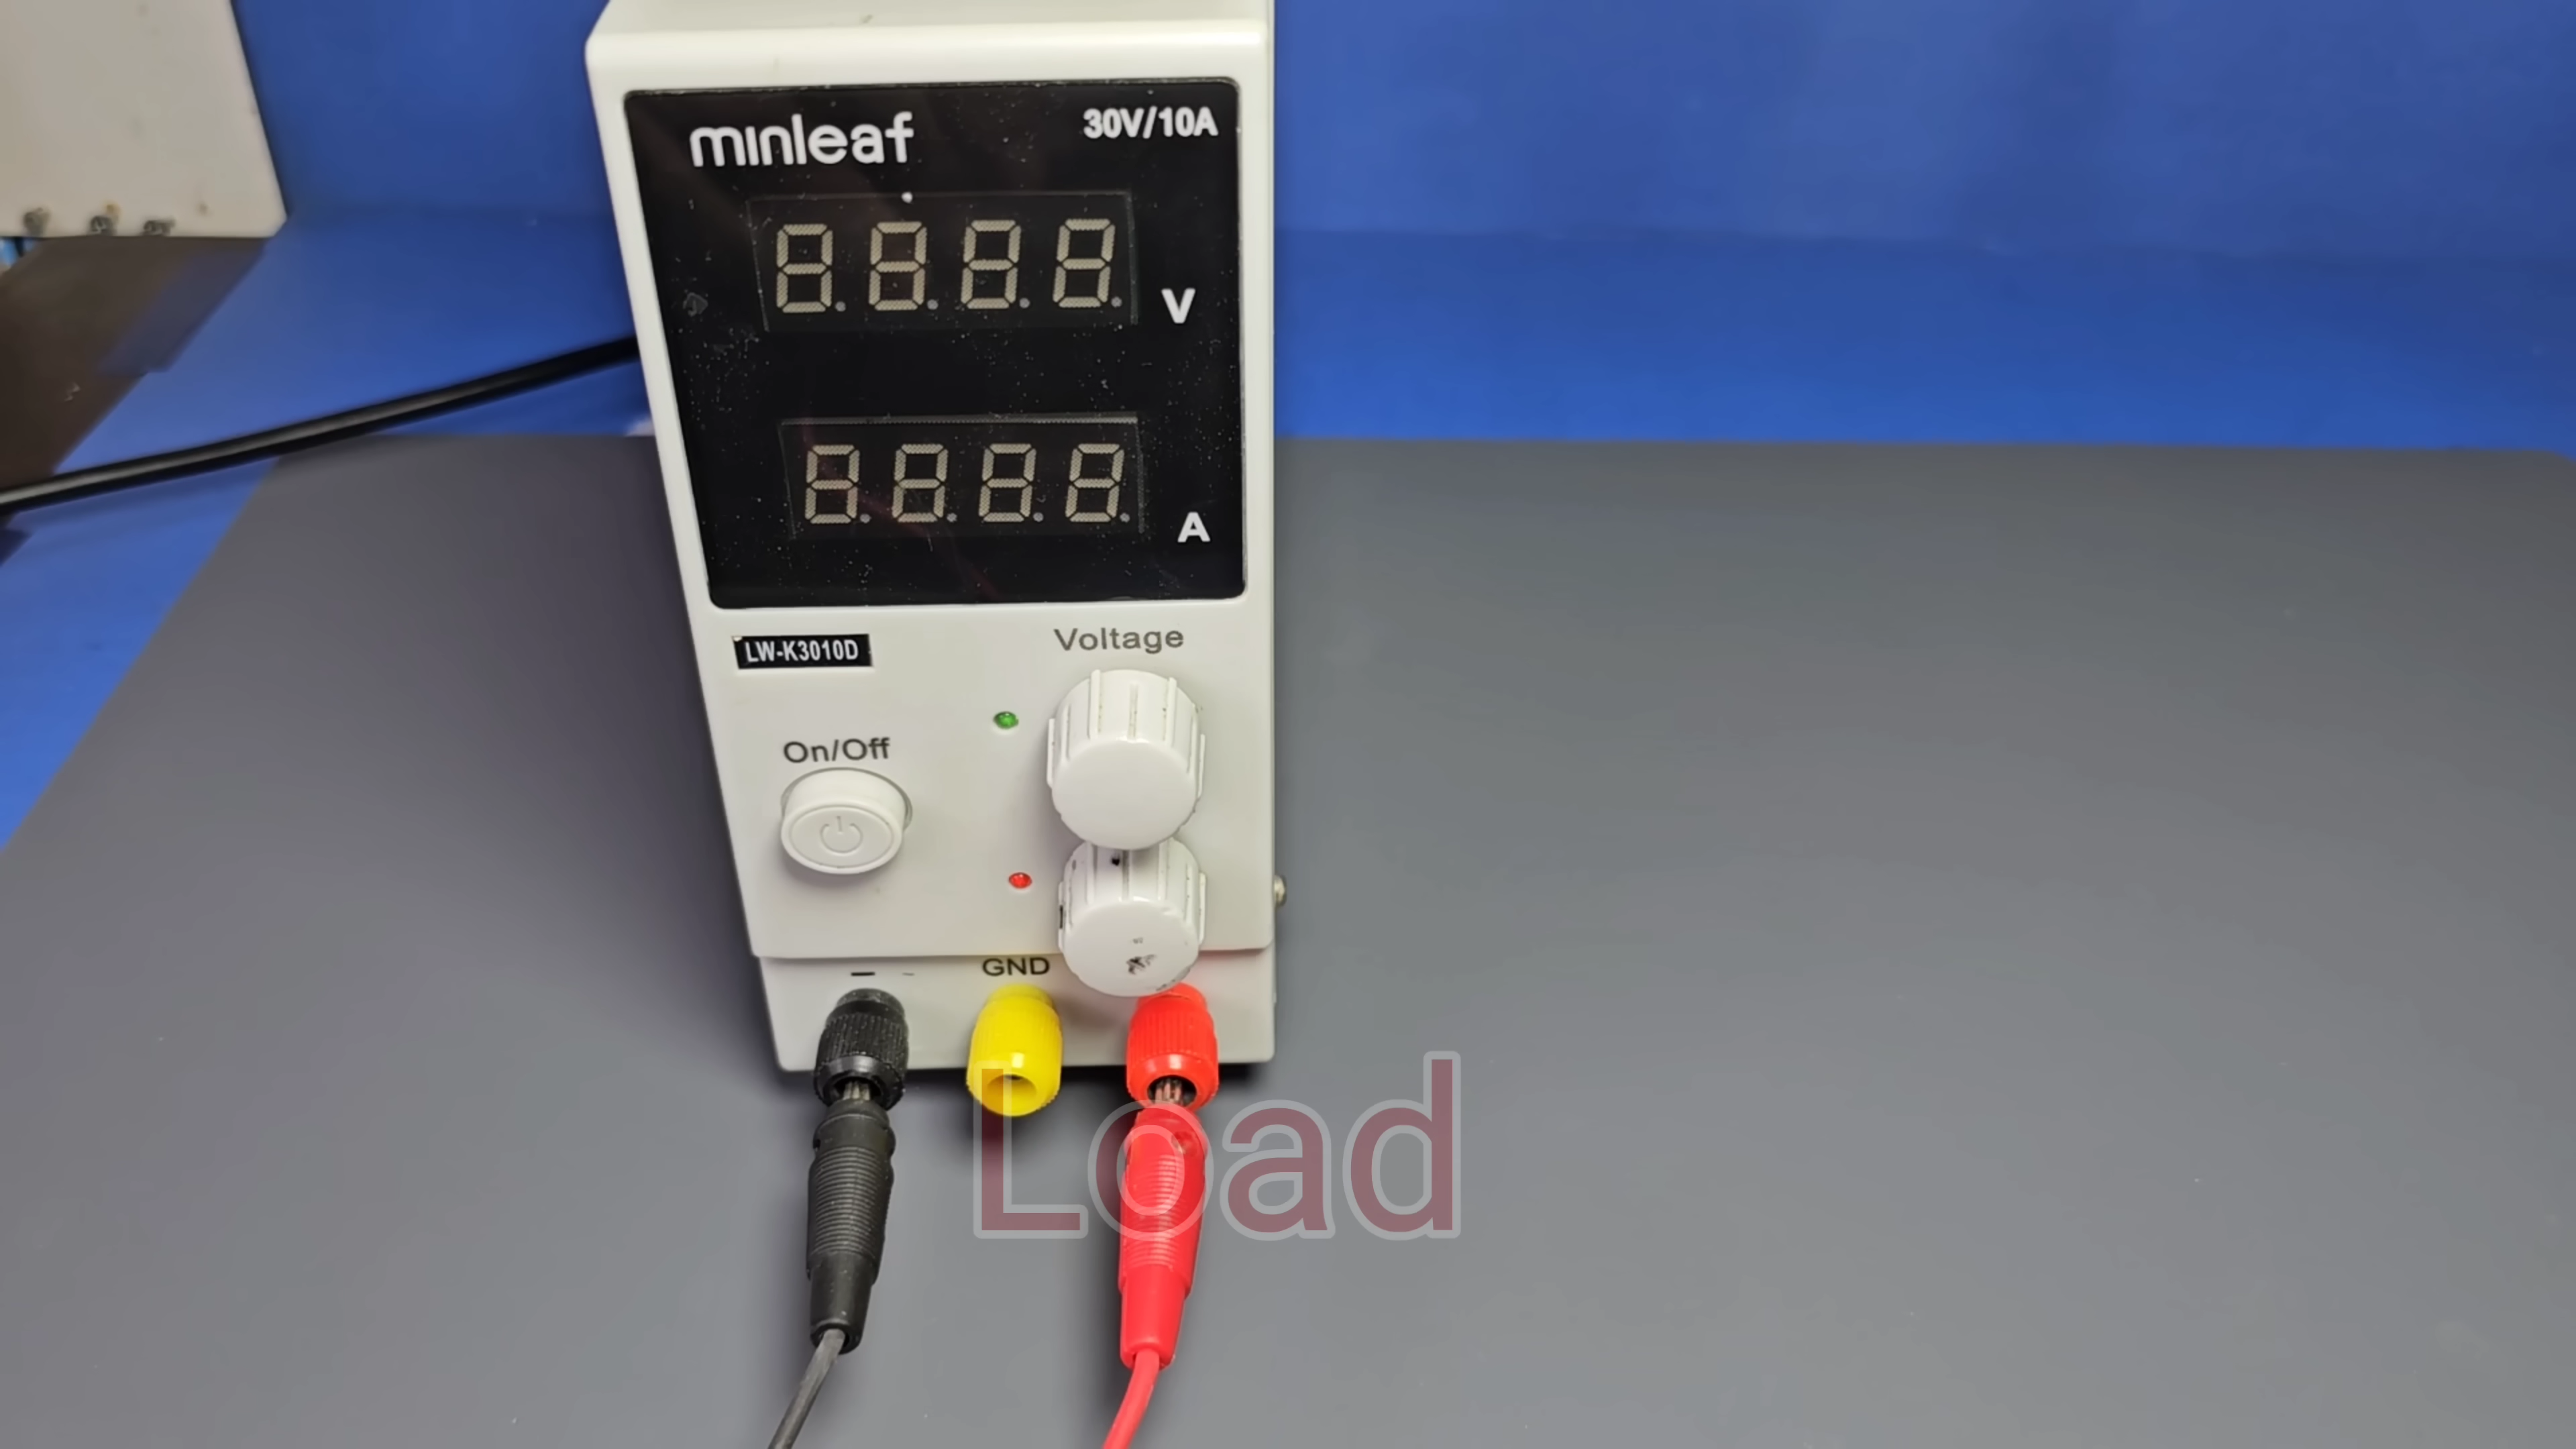 minleaf
30V/10A
V
A
LW-K3010D
Voltage
On/Off
GND
Load